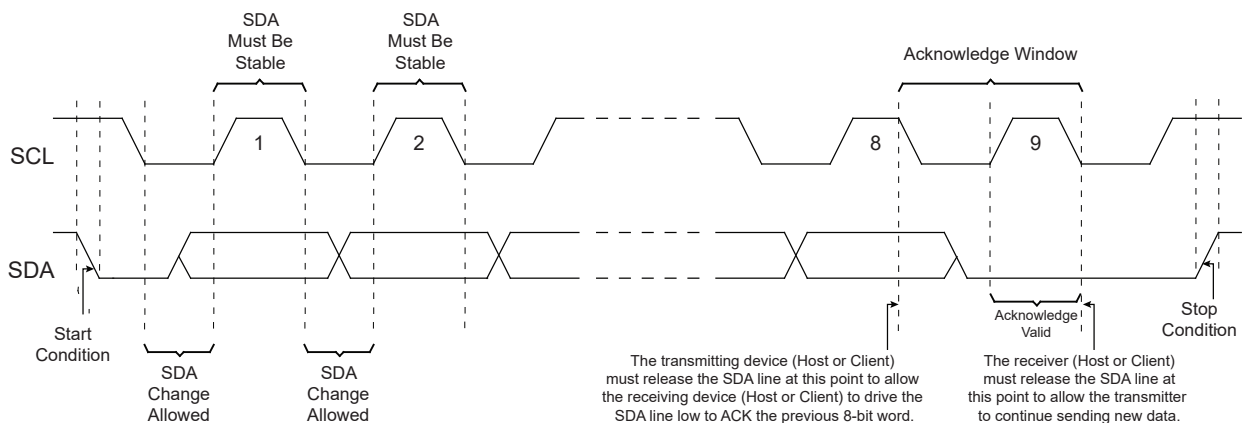 SDA
Must Be
Stable
SDA
Must Be
Stable
Acknowledge Window
SCL
1
2
8
9
SDA
Start
Condition
Acknowledge
Valid
Stop
Condition
SDA
Change
Allowed
SDA
Change
Allowed
The transmitting device (Host or Client)
must release the SDA line at this point to allow
the receiving device (Host or Client) to drive the
SDA line low to ACK the previous 8-bit word.
The receiver (Host or Client)
must release the SDA line at
this point to allow the transmitter
to continue sending new data.